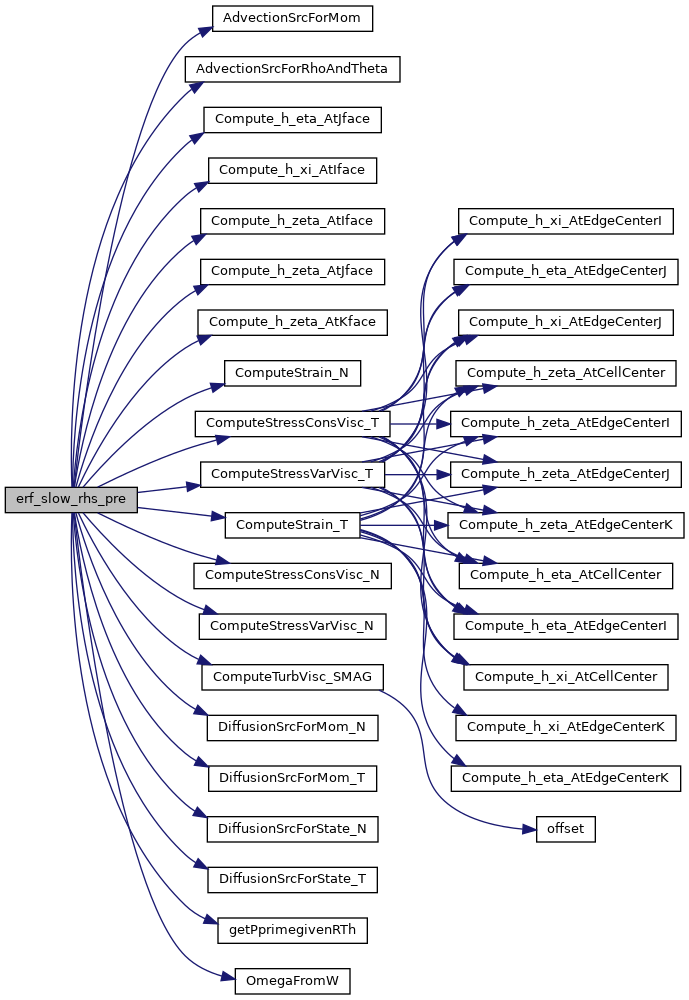 erf_slow_rhs_pre
AdvectionSrcForMom
AdvectionSrcForRhoAndTheta
Compute_h_eta_AtJface
Compute_h_xi_AtIface
Compute_h_zeta_AtIface
Compute_h_zeta_AtJface
Compute_h_zeta_AtKface
ComputeStrain_N
ComputeStressConsVisc_T
ComputeStressVarVisc_T
ComputeStrain_T
ComputeStressConsVisc_N
ComputeStressVarVisc_N
ComputeTurbVisc_SMAG
DiffusionSrcForMom_N
DiffusionSrcForMom_T
DiffusionSrcForState_N
DiffusionSrcForState_T
getPprimegivenRTh
OmegaFromW
Compute_h_xi_AtEdgeCenterI
Compute_h_eta_AtEdgeCenterJ
Compute_h_xi_AtEdgeCenterJ
Compute_h_zeta_AtCellCenter
Compute_h_zeta_AtEdgeCenterI
Compute_h_zeta_AtEdgeCenterJ
Compute_h_zeta_AtEdgeCenterK
Compute_h_eta_AtCellCenter
Compute_h_eta_AtEdgeCenterI
Compute_h_xi_AtCellCenter
Compute_h_xi_AtEdgeCenterK
Compute_h_eta_AtEdgeCenterK
offset